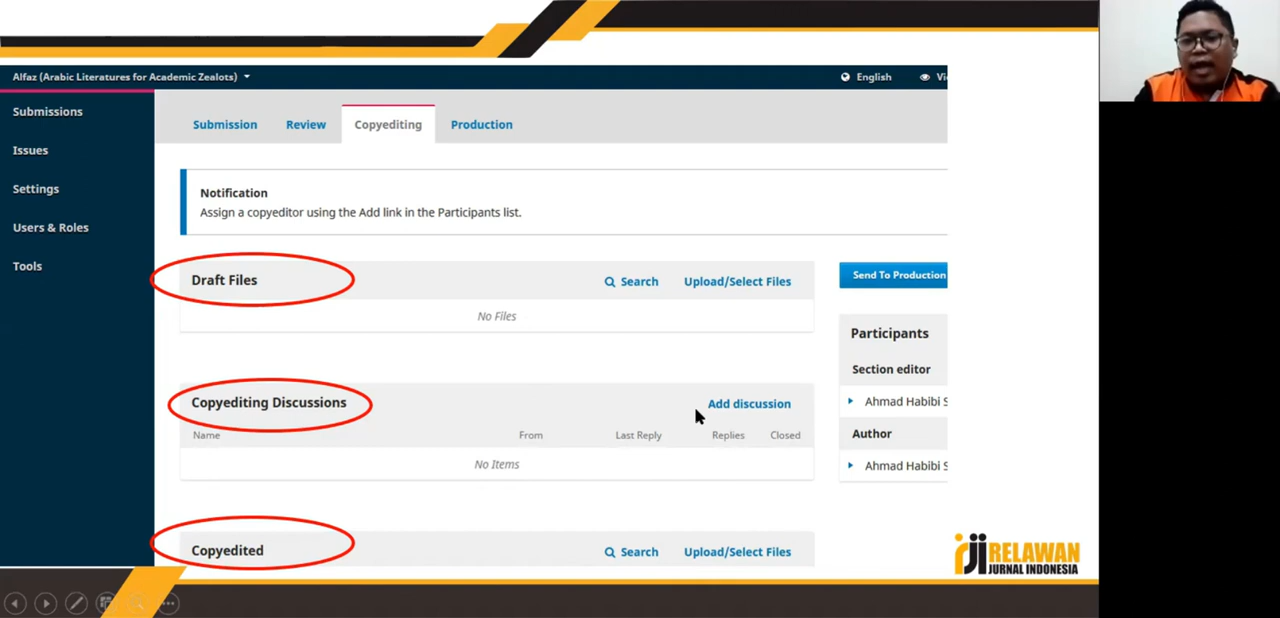 Alfaz (Arabic Literatures for Academic Zealots)
English
Vi
Submissions
Issues
Settings
Users & Roles
Tools
Submission
Review
Copyediting
Production
Notification
Assign a copyeditor using the Add link in the Participants list.
Draft Files
Search
Upload/Select Files
No Files
Send To Production
Participants
Section editor
Ahmad Habibi S
Author
Ahmad Habibi S
Copyediting Discussions
Add discussion
Name
From
Last Reply
Replies
Closed
No Items
Copyedited
Search
Upload/Select Files
rji RELAWAN
JURNAL INDONESIA